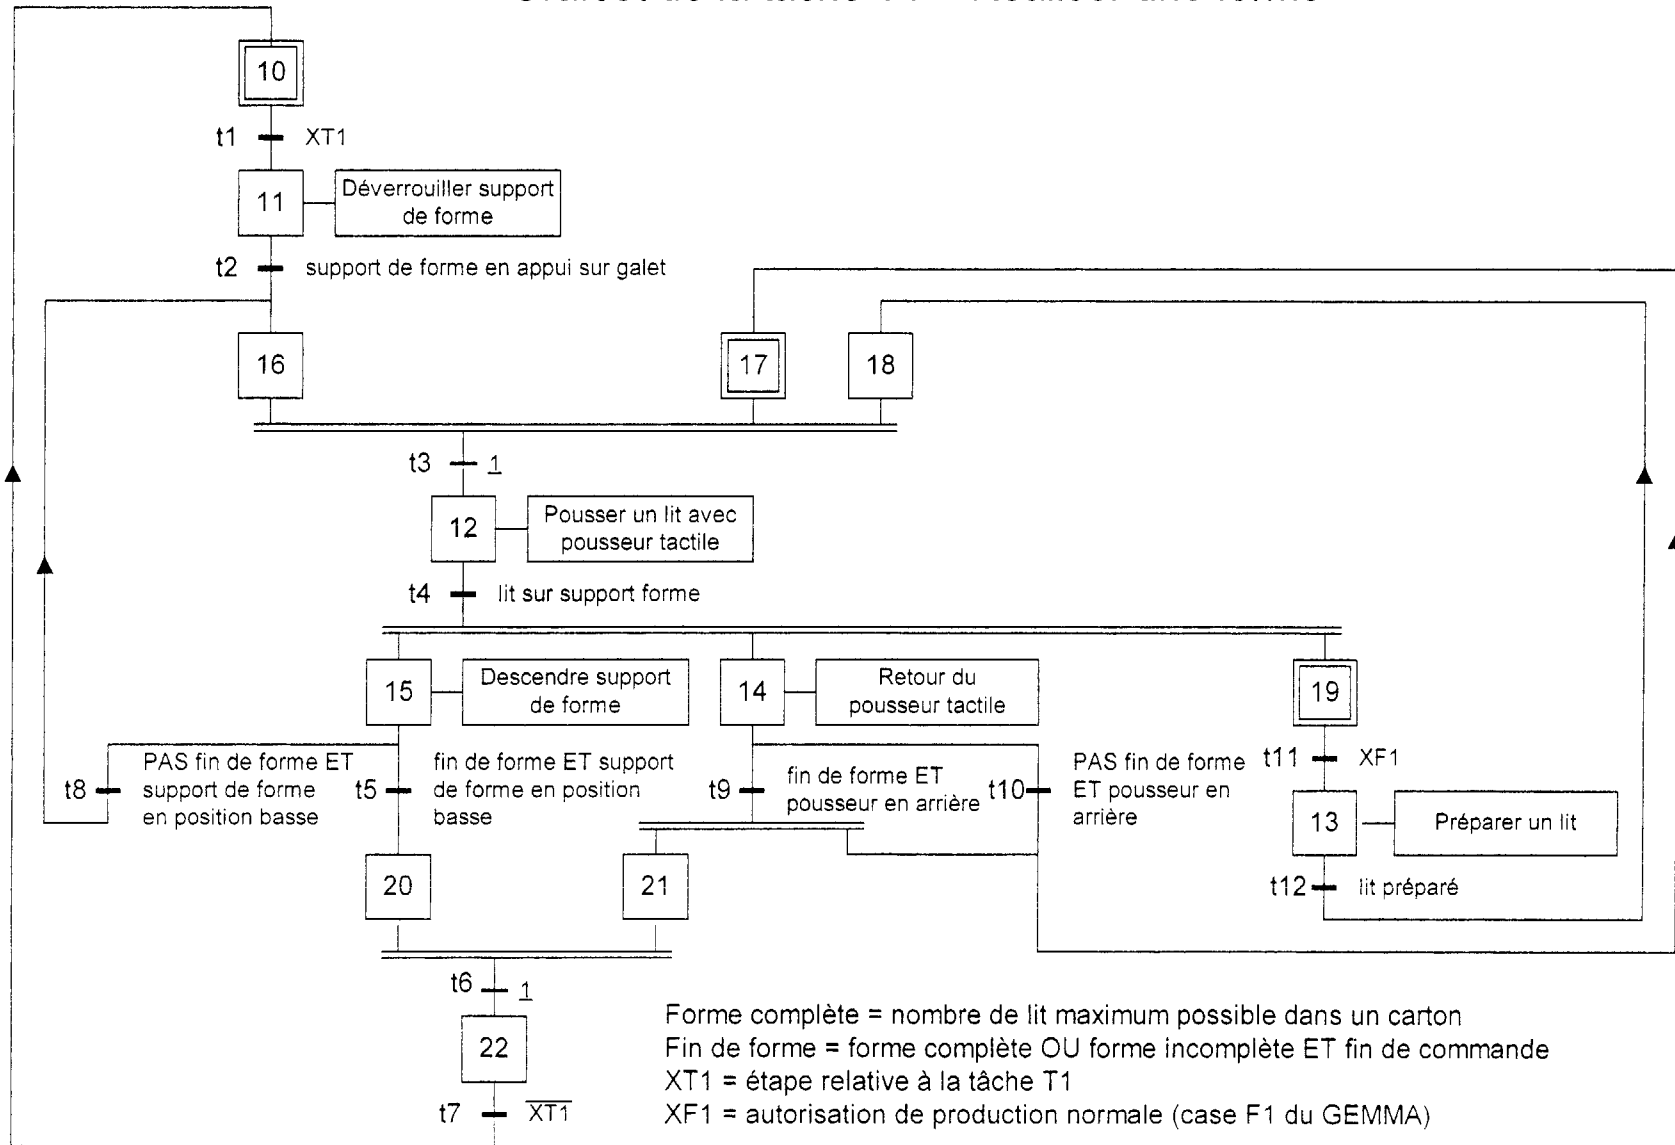 10
t1 XT1
11
Déverrouiller support
de forme
t2 support de forme en appui sur galet
16
17
18
t3 1
12
Pousser un lit avec
pousseur tactile
t4 lit sur support forme
15
Descendre support
de forme
14
Retour du
pousseur tactile
19
t8
PAS fin de forme ET
support de forme
en position basse
t5
fin de forme ET support
de forme en position
basse
t9
fin de forme ET
pousseur en arrière
t10
PAS fin de forme
ET pousseur en
arrière
t11 XF1
13
Préparer un lit
t12 lit préparé
20
21
t6 1
22
t7 XT1
Forme complète = nombre de lit maximum possible dans un carton
Fin de forme = forme complète OU forme incomplète ET fin de commande
XT1 = étape relative à la tâche T1
XF1 = autorisation de production normale (case F1 du GEMMA)